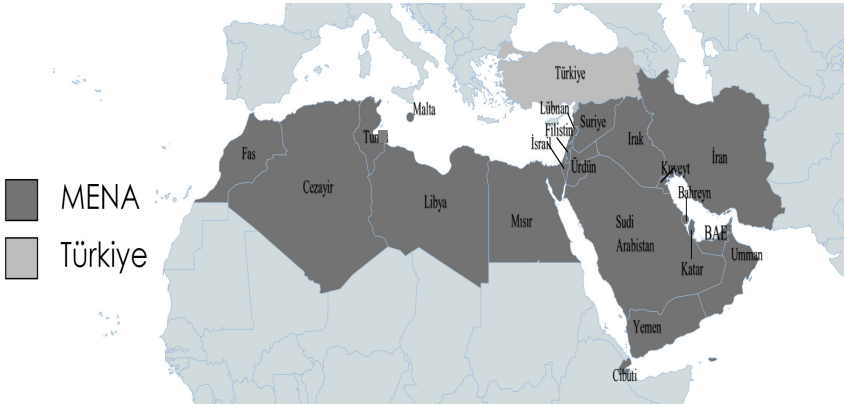 Türkiye
Malta
Lübnan
Suriye
Filistin
İsrail
Fas
Irak
İran
Ürdün
Kuveyt
Cezayir
Libya
Mısır
Bahreyn
MENA
Sudi
Arabistan
BAE
Türkiye
Katar
Umman
Yemen
Cibuti